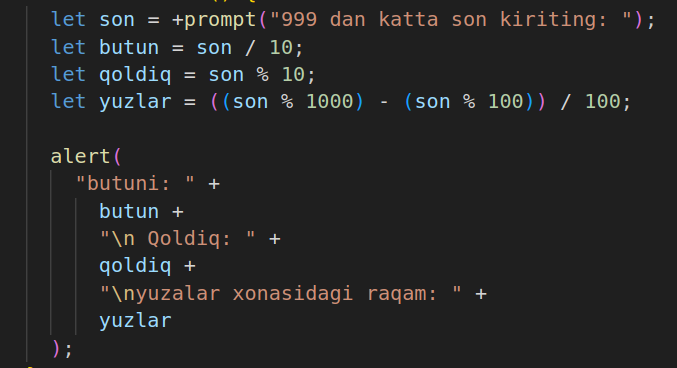 let son = +prompt("999 dan katta son kiriting: ");
let butun = son / 10;
let qoldiq = son % 10;
let yuzlar = ((son % 1000) - (son % 100)) / 100;
alert(
"butuni: " +
butun +
"\n Qoldiq: " +
qoldiq +
"\nyuzalar xonasidagi raqam: " +
yuzlar
);